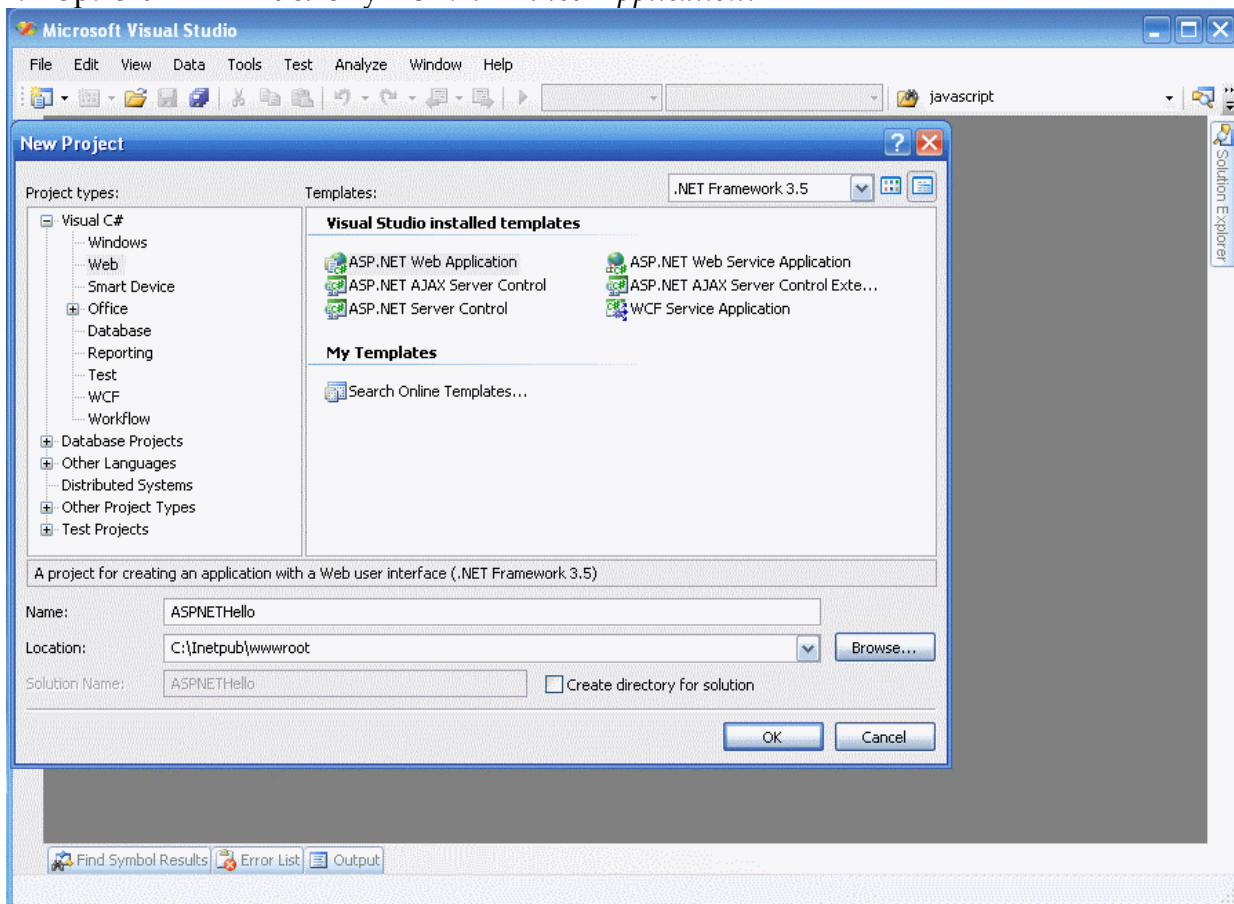 Microsoft Visual Studio
File Edit View Data Tools Test Analyze Window Help
javascript
New Project
Project types:
Templates:
.NET Framework 3.5
Visual C#
Windows
Web
Smart Device
Office
Database
Reporting
Test
WCF
Workflow
Database Projects
Other Languages
Distributed Systems
Other Project Types
Test Projects
Visual Studio installed templates
ASP.NET Web Application
ASP.NET Web Service Application
ASP.NET AJAX Server Control
ASP.NET AJAX Server Control Exte...
ASP.NET Server Control
WCF Service Application
My Templates
Search Online Templates...
A project for creating an application with a Web user interface (.NET Framework 3.5)
Name: ASPNETHello
Location: C:\Inetpub\wwwroot
Browse...
Solution Name: ASPNETHello
Create directory for solution
OK Cancel
Solution Explorer
Find Symbol Results Error List Output